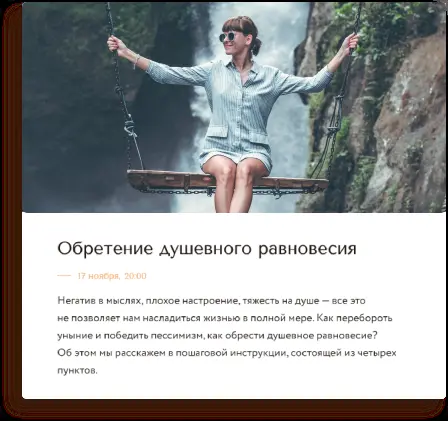 Обретение душевного равновесия
17 ноября, 20:00
Негатив в мыслях, плохое настроение, тяжесть на душе — все это
не позволяет нам насладиться жизнью в полной мере. Как перебороть
уныние и победить пессимизм, как обрести душевное равновесие?
Об этом мы расскажем в пошаговой инструкции, состоящей из четырех
пунктов.